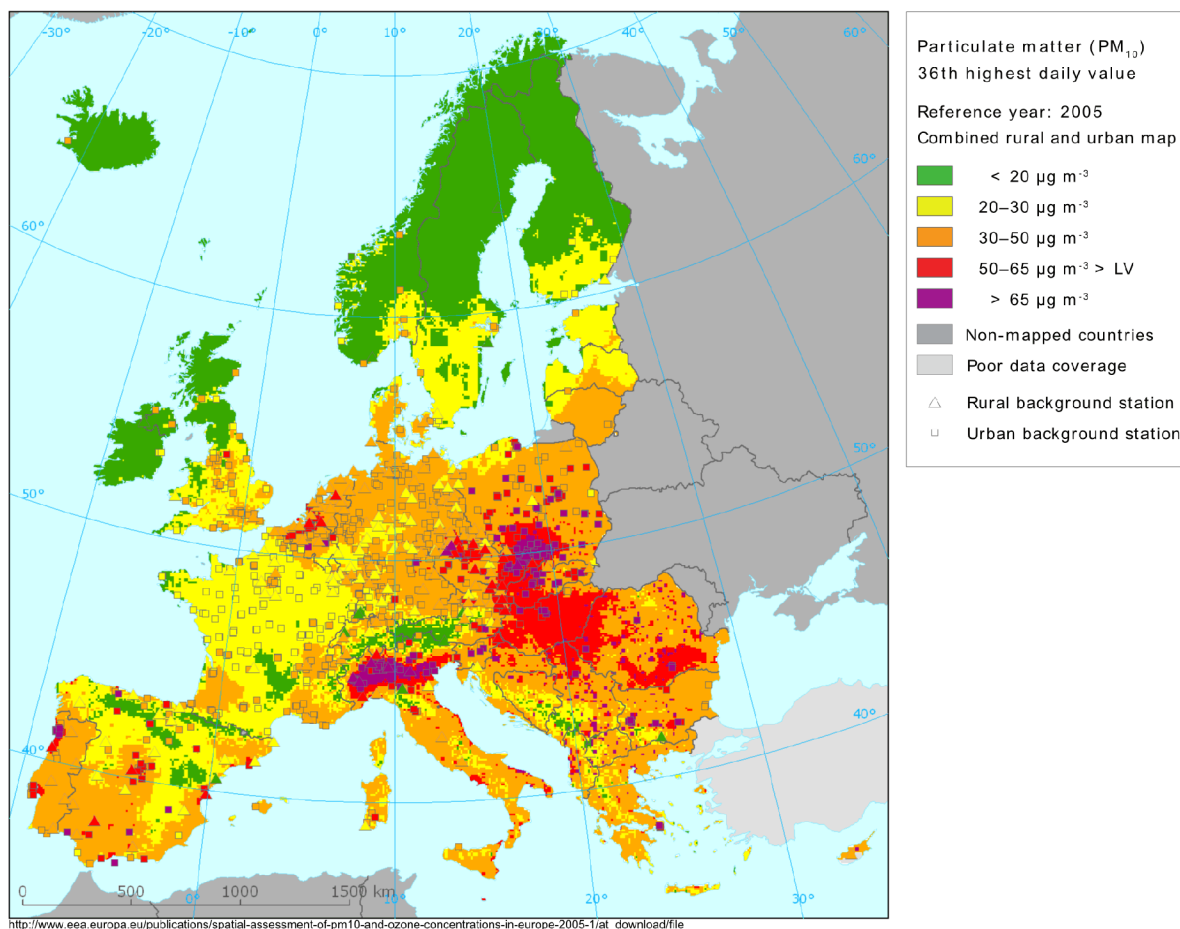 -30° -20° -10° 0° 10° 20° 30° 40° 50° 60°
60°
60°
50°
50°
40°
40°
0 500 1000 1500 km
0° 10° 20° 30°
Particulate matter (PM₁₀)
36th highest daily value
Reference year: 2005
Combined rural and urban map
< 20 µg m⁻³
20–30 µg m⁻³
30–50 µg m⁻³
50–65 µg m⁻³ > LV
> 65 µg m⁻³
Non-mapped countries
Poor data coverage
Rural background station
Urban background station
http://www.eea.europa.eu/publications/spatial-assessment-of-pm10-and-ozone-concentrations-in-europe-2005-1/at_download/file